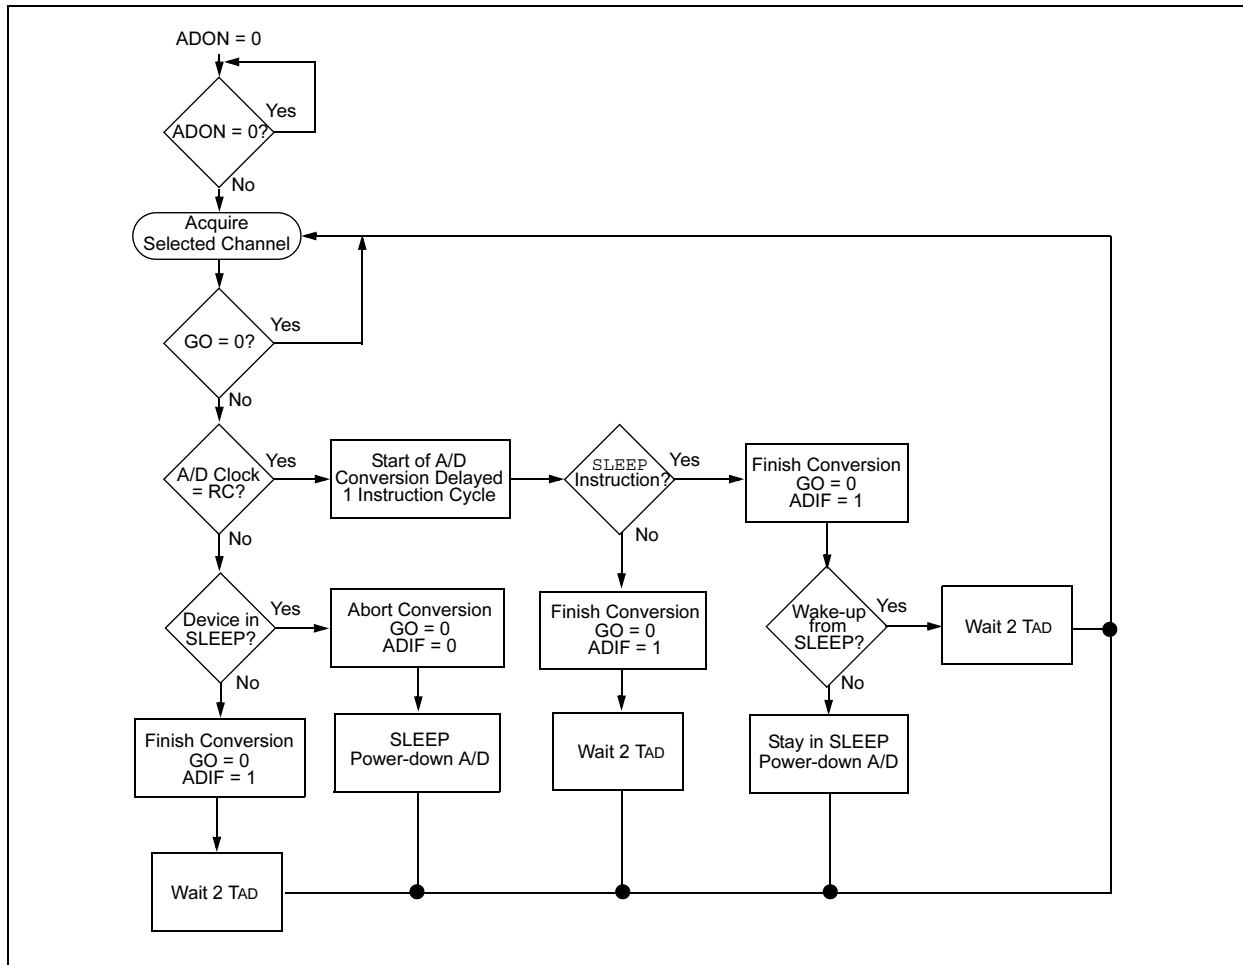 ADON = 0
Yes
ADON = 0?
No
Acquire
Selected Channel
Yes
GO = 0?
No
A/D Clock
= RC?
Yes
Start of A/D
Conversion Delayed
1 Instruction Cycle
SLEEP
Instruction?
Yes
Finish Conversion
GO = 0
ADIF = 1
No
No
Device in
SLEEP?
Yes
Abort Conversion
GO = 0
ADIF = 0
Finish Conversion
GO = 0
ADIF = 1
Wake-up
from
SLEEP?
Yes
Wait 2 TAD
No
No
Finish Conversion
GO = 0
ADIF = 1
SLEEP
Power-down A/D
Wait 2 TAD
Stay in SLEEP
Power-down A/D
Wait 2 TAD